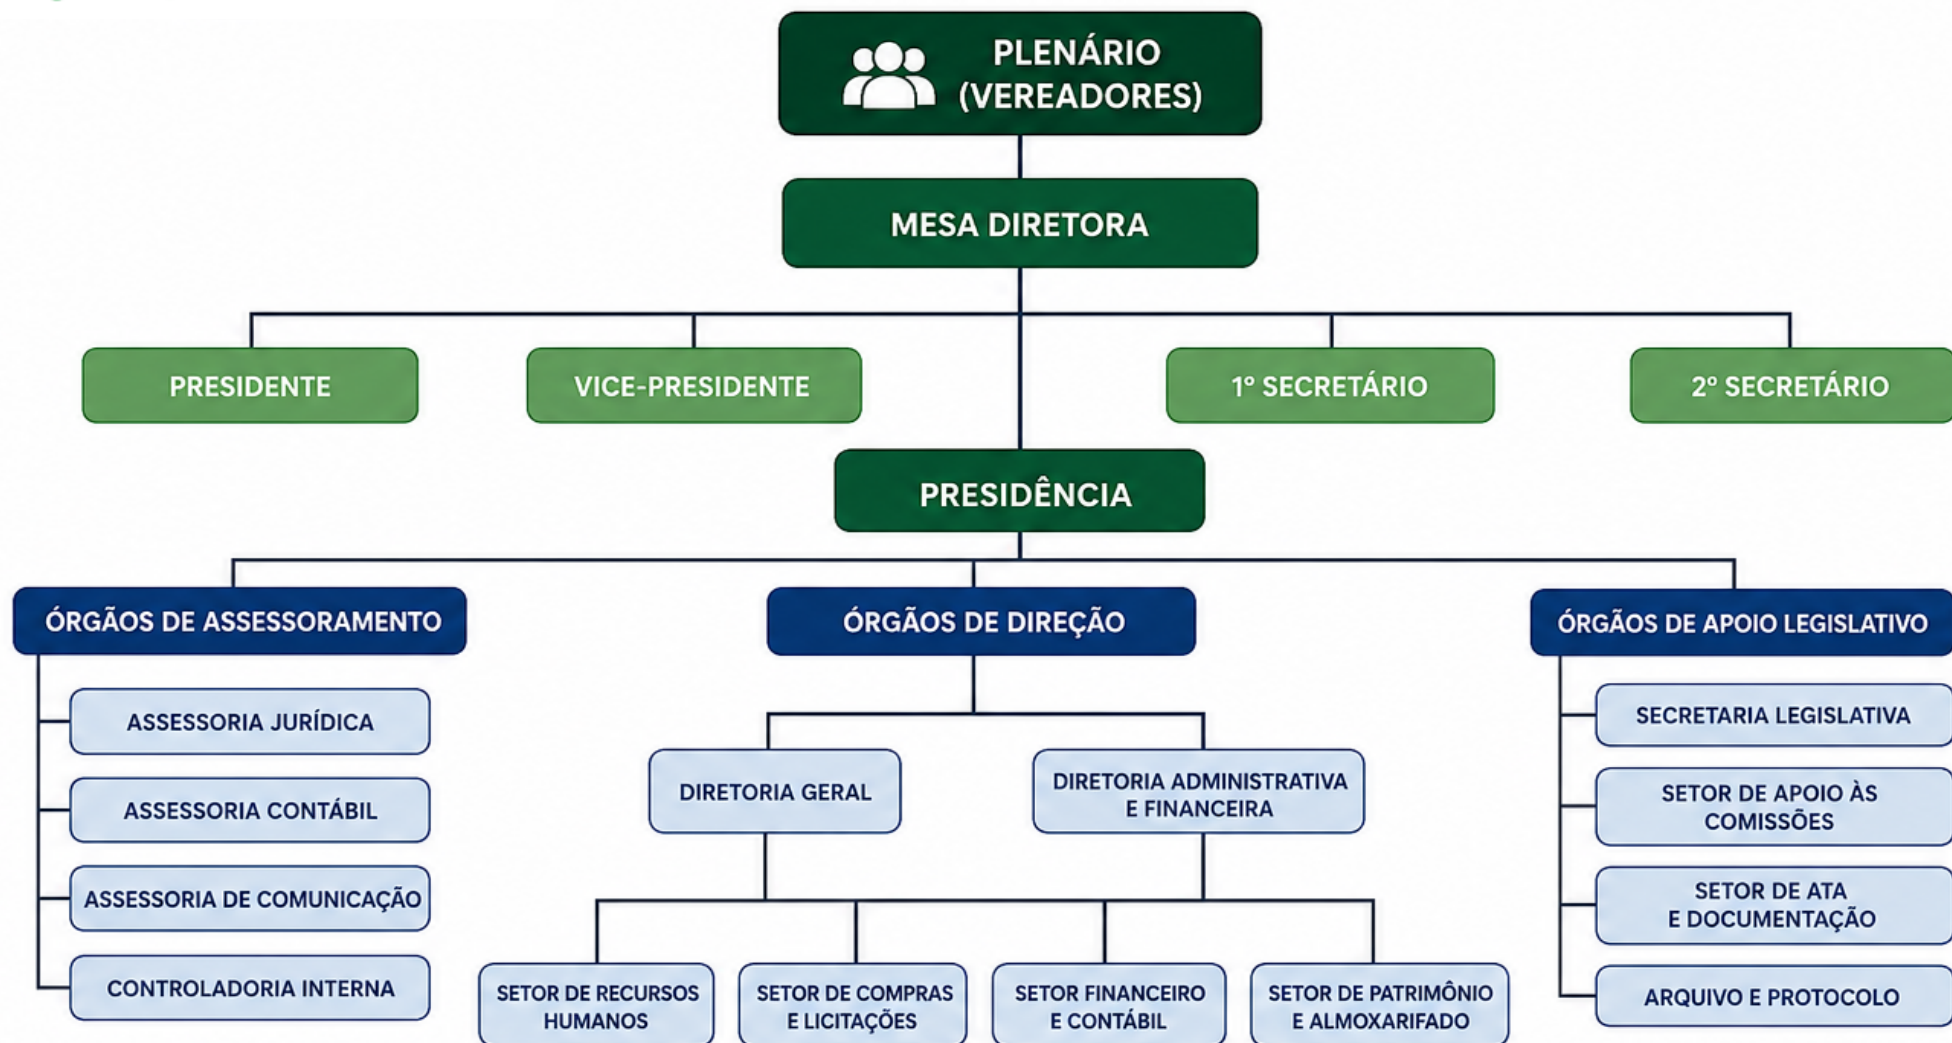 PLENÁRIO
(VEREADORES)
MESA DIRETORA
PRESIDENTE
VICE-PRESIDENTE
1º SECRETÁRIO
2º SECRETÁRIO
PRESIDÊNCIA
ÓRGÃOS DE ASSESSORAMENTO
ASSESSORIA JURÍDICA
ASSESSORIA CONTÁBIL
ASSESSORIA DE COMUNICAÇÃO
CONTROLADORIA INTERNA
ÓRGÃOS DE DIREÇÃO
DIRETORIA GERAL
DIRETORIA ADMINISTRATIVA
E FINANCEIRA
SETOR DE RECURSOS
HUMANOS
SETOR DE COMPRAS
E LICITAÇÕES
SETOR FINANCEIRO
E CONTÁBIL
SETOR DE PATRIMÔNIO
E ALMOXARIFADO
ÓRGÃOS DE APOIO LEGISLATIVO
SECRETARIA LEGISLATIVA
SETOR DE APOIO ÀS
COMISSÕES
SETOR DE ATA
E DOCUMENTAÇÃO
ARQUIVO E PROTOCOLO